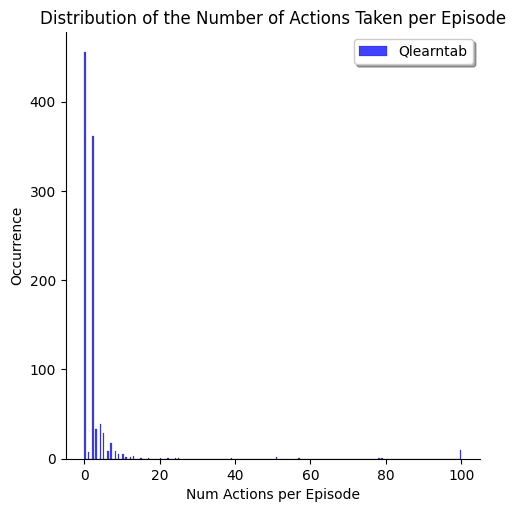 Distribution of the Number of Actions Taken per Episode
Qlearntab
400
300
200
100
0
Occurrence
0 20 40 60 80 100
Num Actions per Episode